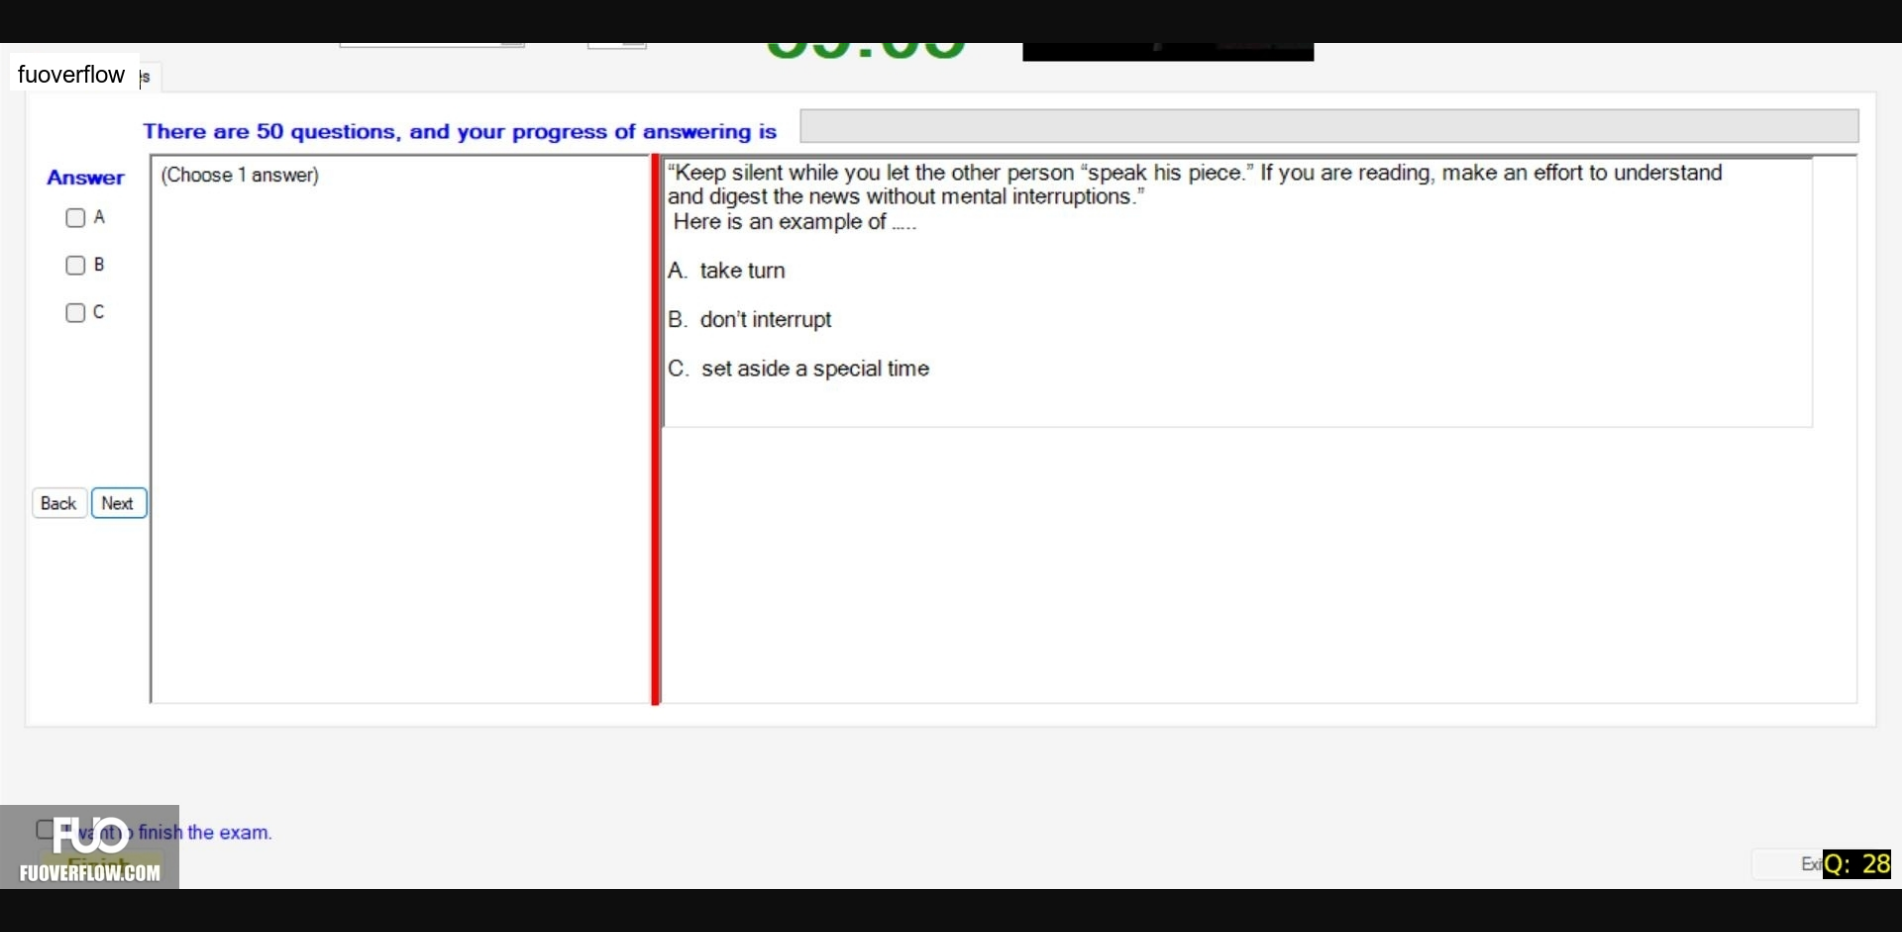 fuoverflow
There are 50 questions, and your progress of answering is
Answer
(Choose 1 answer)
A
B
C
Back Next
“Keep silent while you let the other person “speak his piece.” If you are reading, make an effort to understand
and digest the news without mental interruptions.”
Here is an example of .....
A. take turn
B. don't interrupt
C. set aside a special time
want to finish the exam.
FUO
FUOVERFLOW.COM
Q: 28